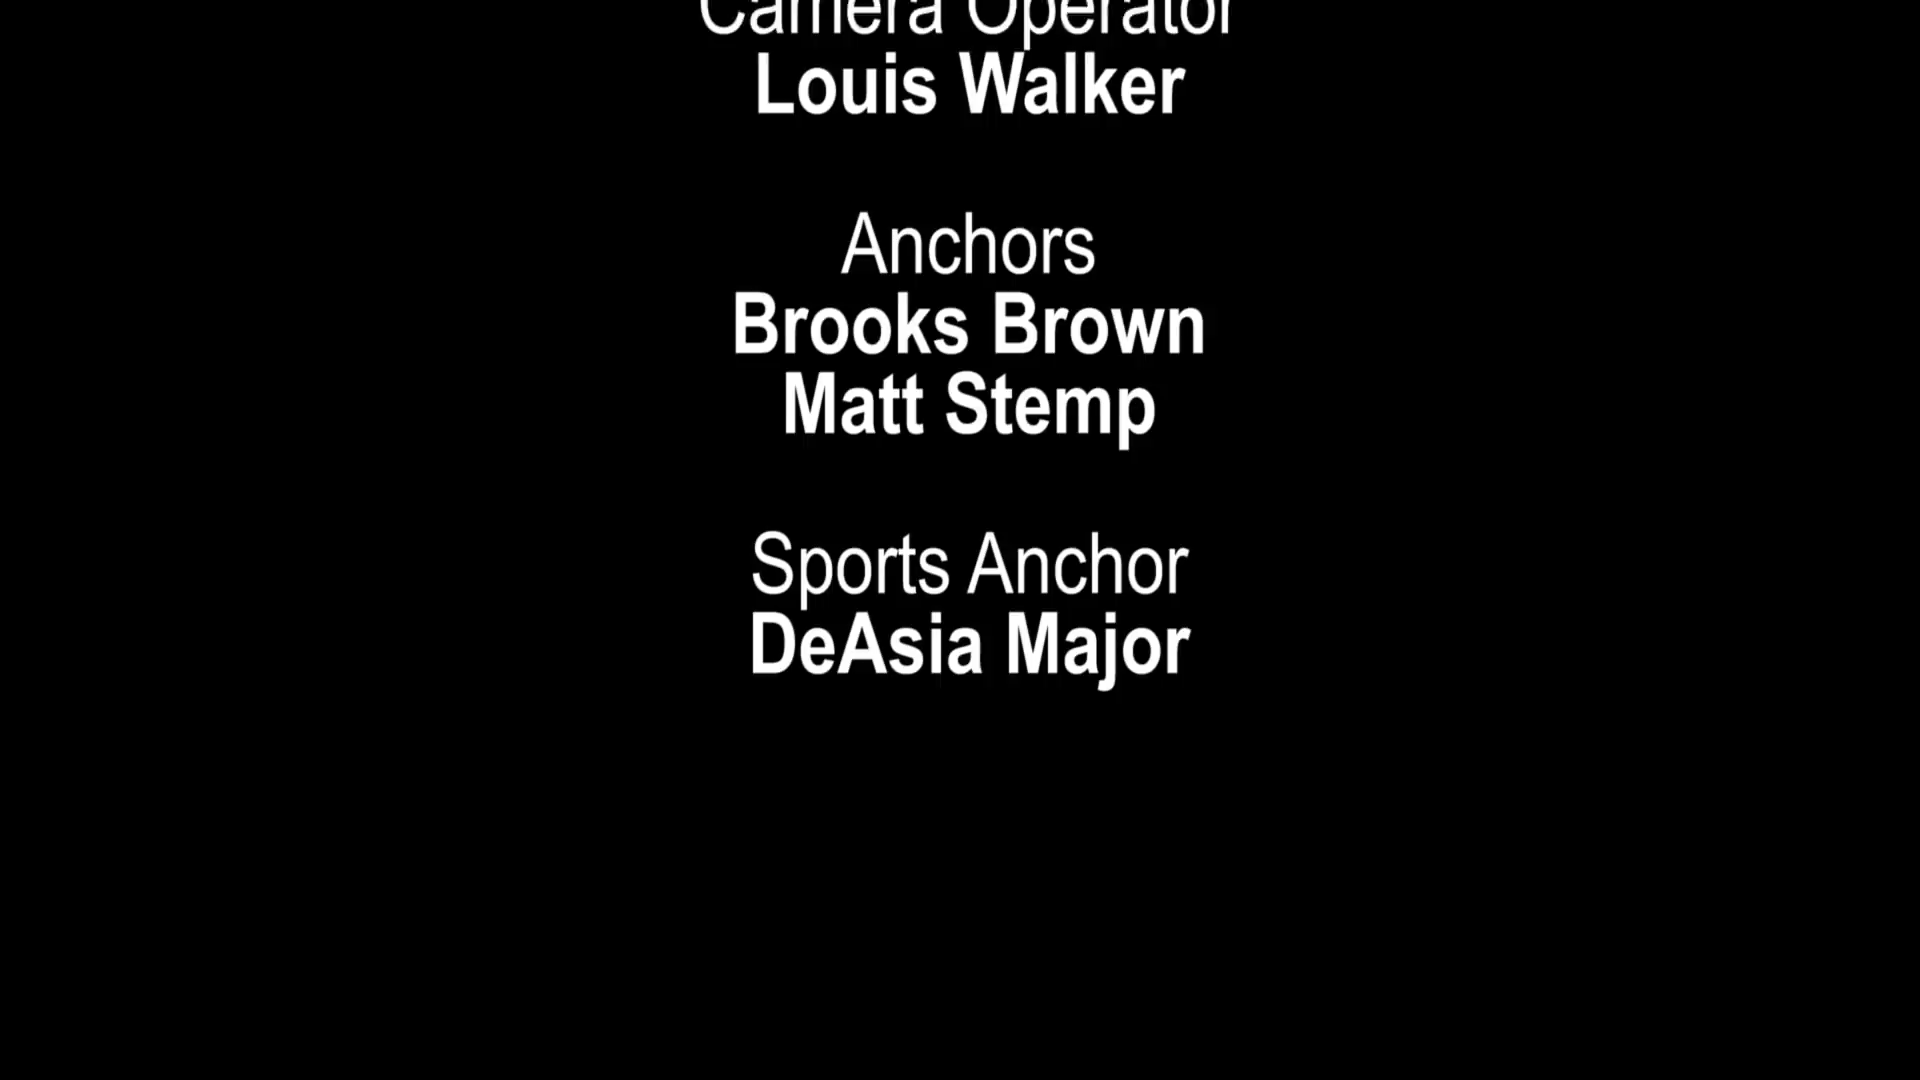 Camera Operator
Louis Walker
Anchors
Brooks Brown
Matt Stemp
Sports Anchor
DeAsia Major